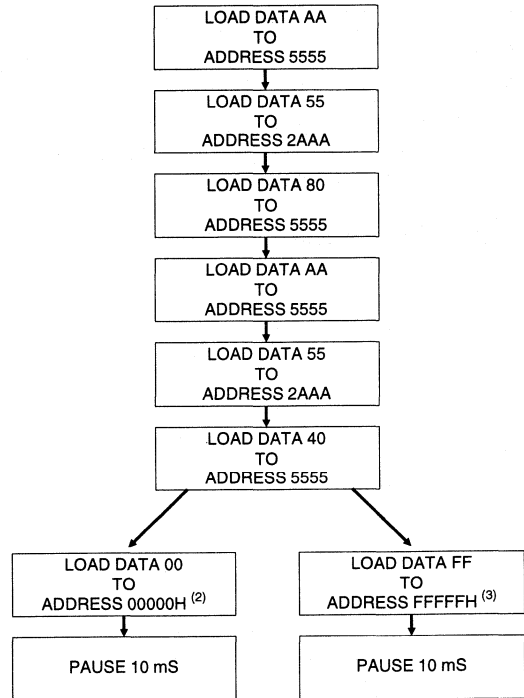 LOAD DATA AA
TO
ADDRESS 5555
LOAD DATA 55
TO
ADDRESS 2AAA
LOAD DATA 80
TO
ADDRESS 5555
LOAD DATA AA
TO
ADDRESS 5555
LOAD DATA 55
TO
ADDRESS 2AAA
LOAD DATA 40
TO
ADDRESS 5555
LOAD DATA 00
TO
ADDRESS 00000H (2)
PAUSE 10 mS
LOAD DATA FF
TO
ADDRESS FFFFFH (3)
PAUSE 10 mS